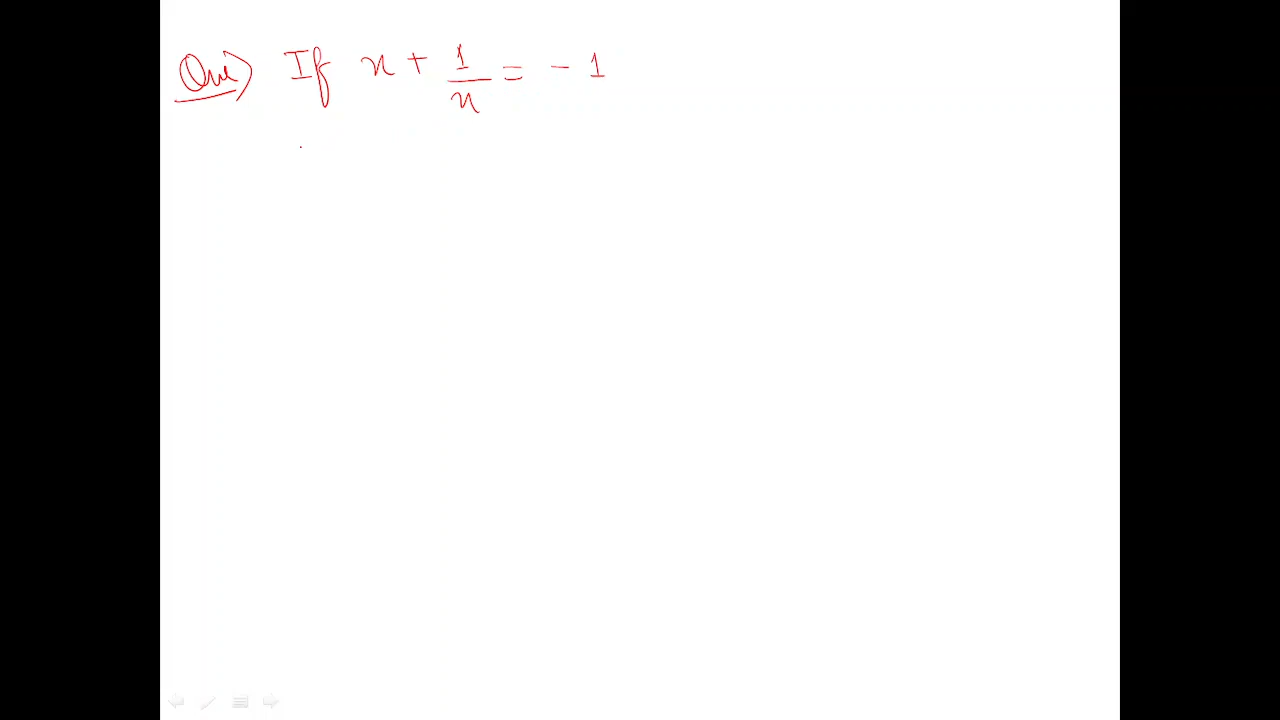 Que) If x + 1/x = - 1